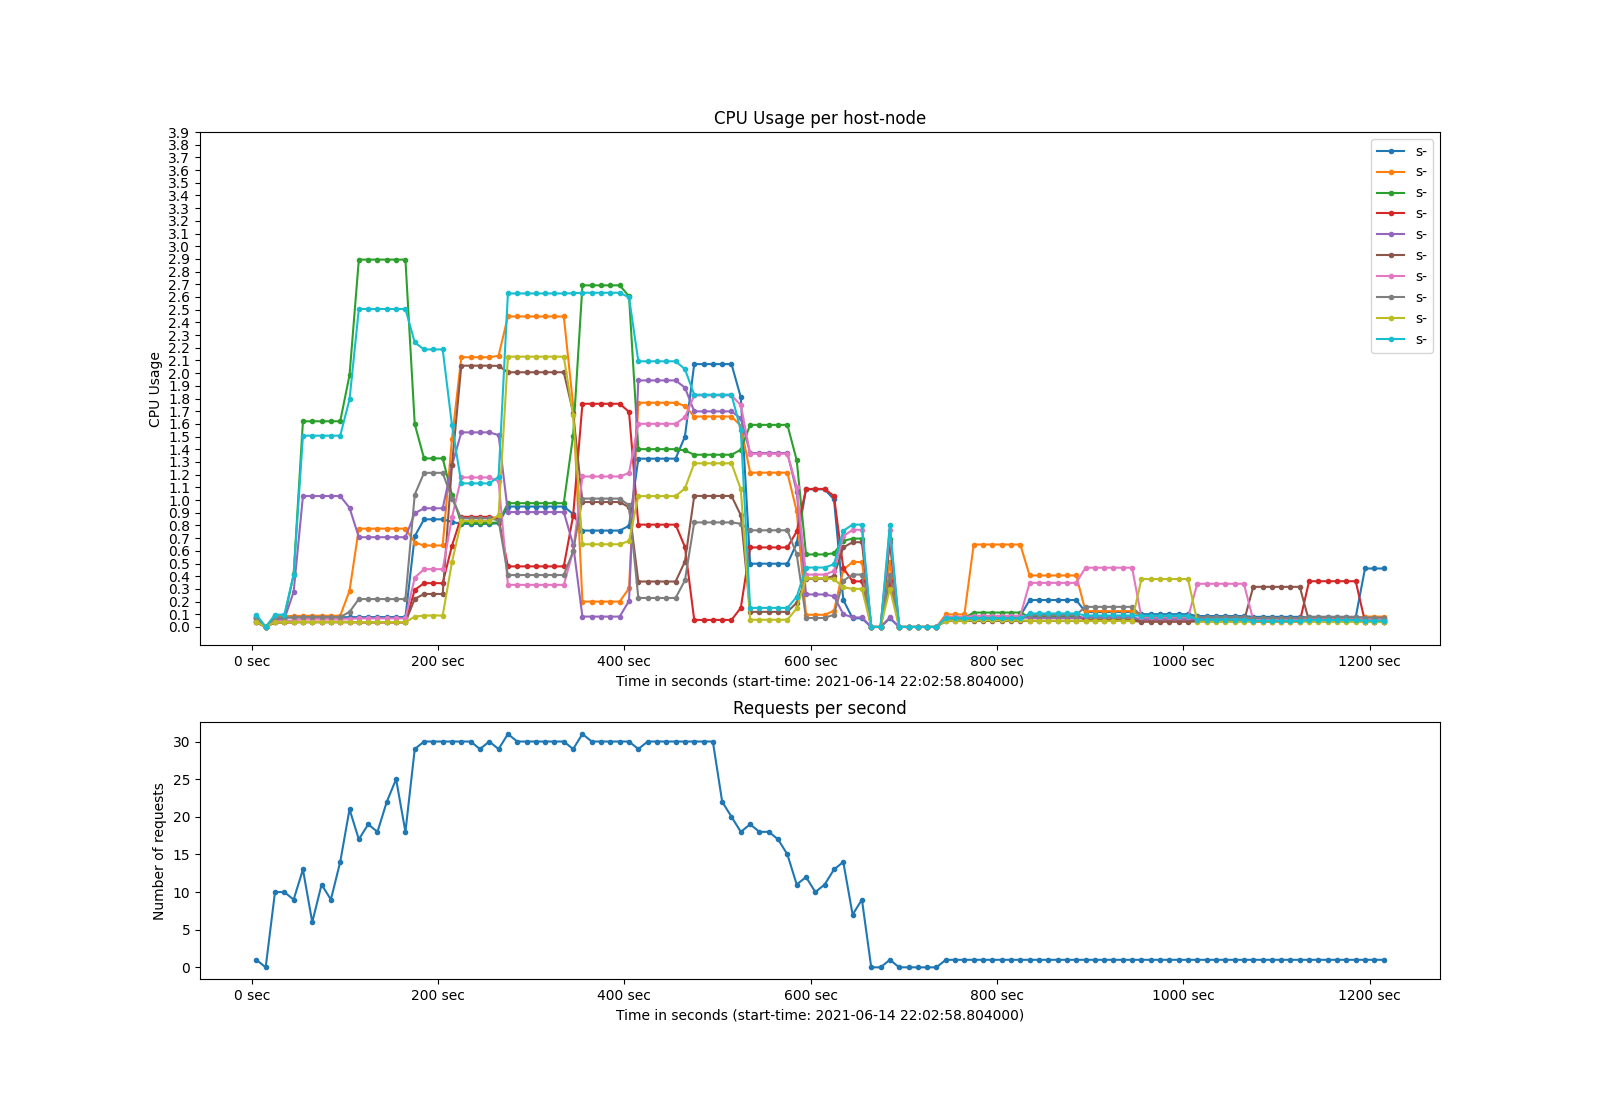 CPU Usage per host-node
CPU Usage
3.9
3.8
3.7
3.6
3.5
3.4
3.3
3.2
3.1
3.0
2.9
2.8
2.7
2.6
2.5
2.4
2.3
2.2
2.1
2.0
1.9
1.8
1.7
1.6
1.5
1.4
1.3
1.2
1.1
1.0
0.9
0.8
0.7
0.6
0.5
0.4
0.3
0.2
0.1
0.0
s-
s-
s-
s-
s-
s-
s-
s-
s-
s-
0 sec 200 sec 400 sec 600 sec 800 sec 1000 sec 1200 sec
Time in seconds (start-time: 2021-06-14 22:02:58.804000)
Requests per second
Number of requests
30
25
20
15
10
5
0
0 sec 200 sec 400 sec 600 sec 800 sec 1000 sec 1200 sec
Time in seconds (start-time: 2021-06-14 22:02:58.804000)